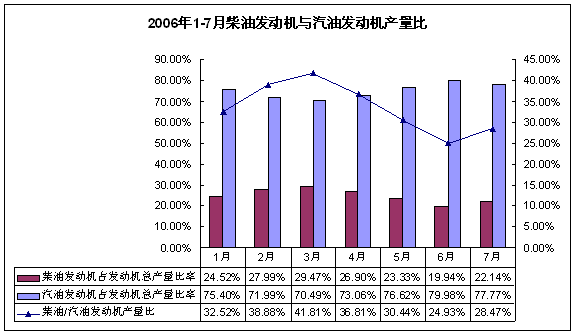 2006年1-7月柴油发动机与汽油发动机产量比
90.00% 45.00%
80.00% 40.00%
70.00% 35.00%
60.00% 30.00%
50.00% 25.00%
40.00% 20.00%
30.00% 15.00%
20.00% 10.00%
10.00% 5.00%
0.00% 0.00%
1月 2月 3月 4月 5月 6月 7月
柴油发动机占发动机总产量比率 24.52% 27.99% 29.47% 26.90% 23.33% 19.94% 22.14%
汽油发动机占发动机总产量比率 75.40% 71.99% 70.49% 73.06% 76.62% 79.98% 77.77%
柴油/汽油发动机产量比 32.52% 38.88% 41.81% 36.81% 30.44% 24.93% 28.47%